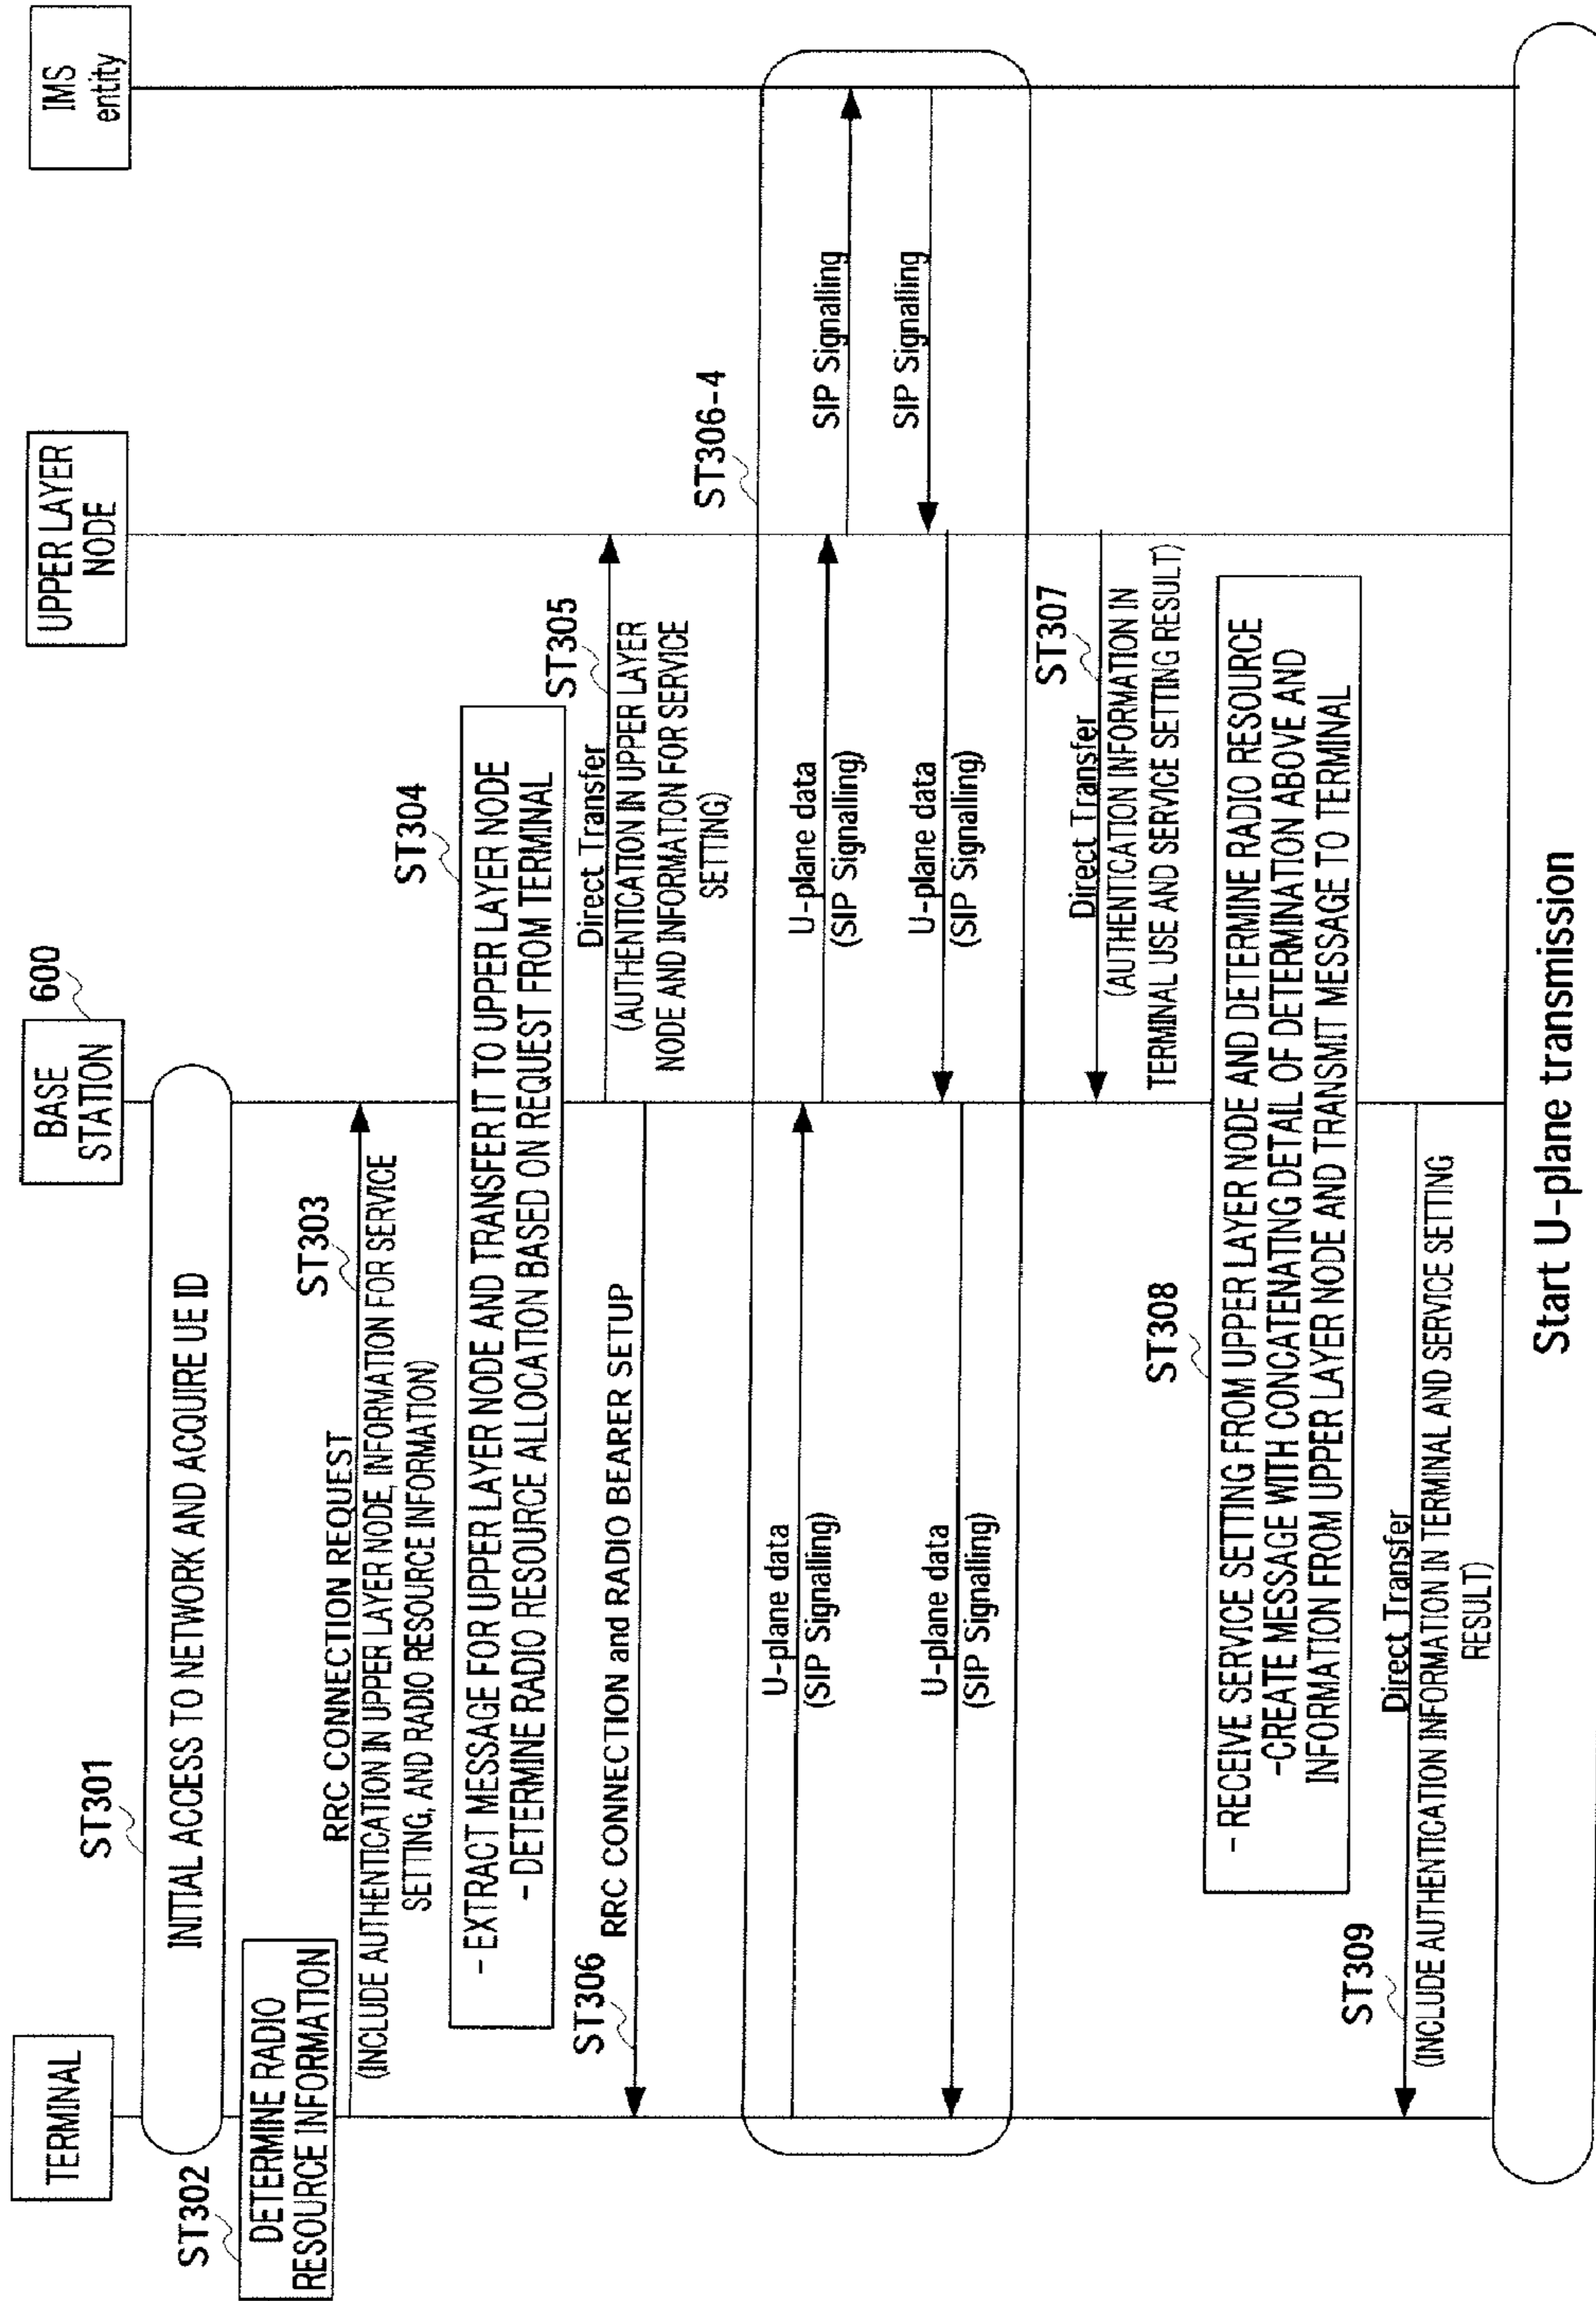 TERMINAL
BASE
STATION
600
UPPER LAYER
NODE
IMS
entity
ST301
INITIAL ACCESS TO NETWORK AND ACQUIRE UE ID
ST302
DETERMINE RADIO
RESOURCE INFORMATION
ST303
RRC CONNECTION REQUEST
(INCLUDE AUTHENTICATION IN UPPER LAYER NODE, INFORMATION FOR SERVICE
SETTING, AND RADIO RESOURCE INFORMATION)
ST304
- EXTRACT MESSAGE FOR UPPER LAYER NODE AND TRANSFER IT TO UPPER LAYER NODE
- DETERMINE RADIO RESOURCE ALLOCATION BASED ON REQUEST FROM TERMINAL
ST305
Direct Transfer
(AUTHENTICATION IN UPPER LAYER
NODE AND INFORMATION FOR SERVICE
SETTING)
ST306
RRC CONNECTION and RADIO BEARER SETUP
ST306-4
U-plane data
(SIP Signalling)
U-plane data
(SIP Signalling)
SIP Signalling
SIP Signalling
U-plane data
(SIP Signalling)
U-plane data
(SIP Signalling)
ST307
Direct Transfer
(AUTHENTICATION INFORMATION IN
TERMINAL USE AND SERVICE SETTING RESULT)
ST308
- RECEIVE SERVICE SETTING FROM UPPER LAYER NODE AND DETERMINE RADIO RESOURCE
-CREATE MESSAGE WITH CONCATENATING DETAIL OF DETERMINATION ABOVE AND
INFORMATION FROM UPPER LAYER NODE AND TRANSMIT MESSAGE TO TERMINAL
ST309
Direct Transfer
(INCLUDE AUTHENTICATION INFORMATION IN TERMINAL AND SERVICE SETTING
RESULT)
Start U-plane transmission